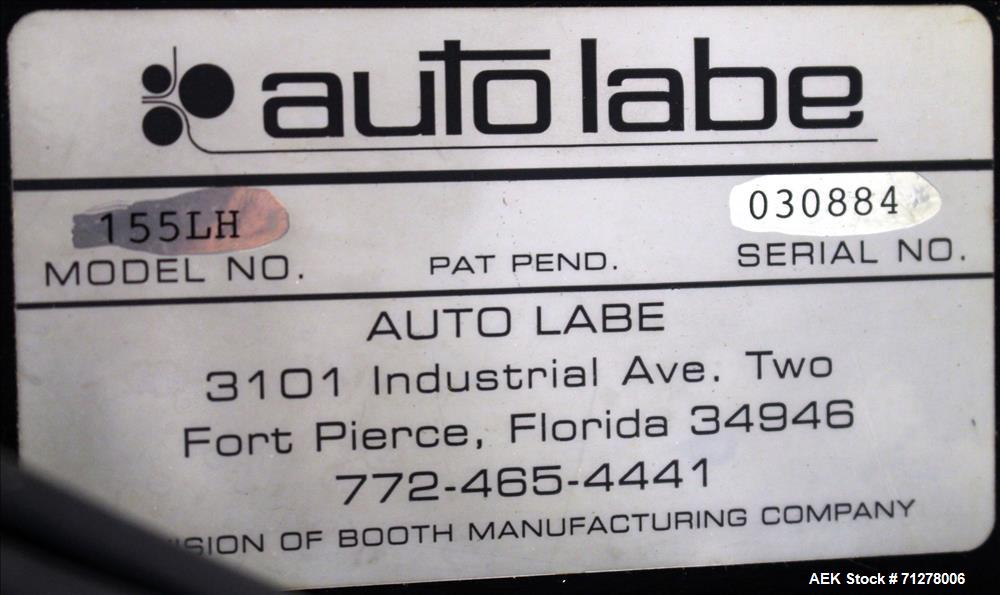 auto labe
155LH 030884
MODEL NO. PAT PEND. SERIAL NO.
AUTO LABE
3101 Industrial Ave. Two
Fort Pierce, Florida 34946
772-465-4441
OF BOOTH MANUFACTURING COMPANY
AEK Stock # 71278006